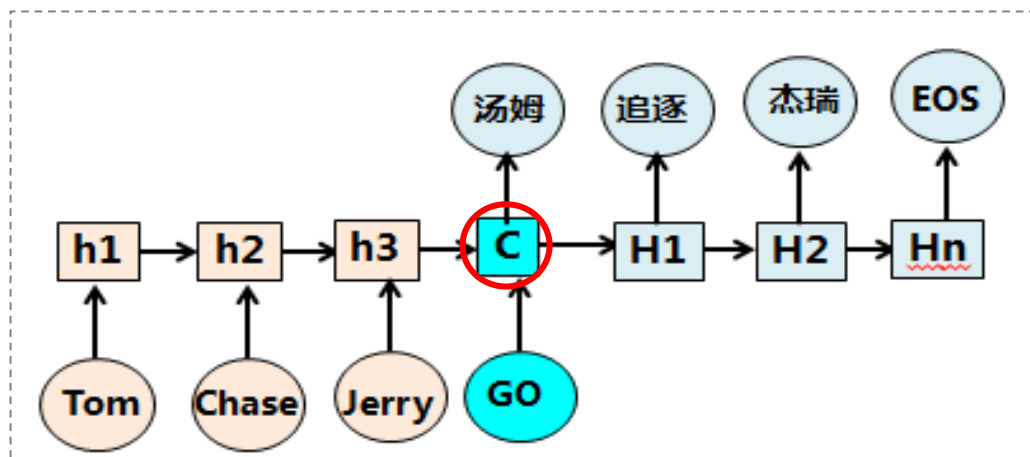 汤姆 追逐 杰瑞 EOS
h1 h2 h3 C H1 H2 Hn
Tom Chase Jerry GO